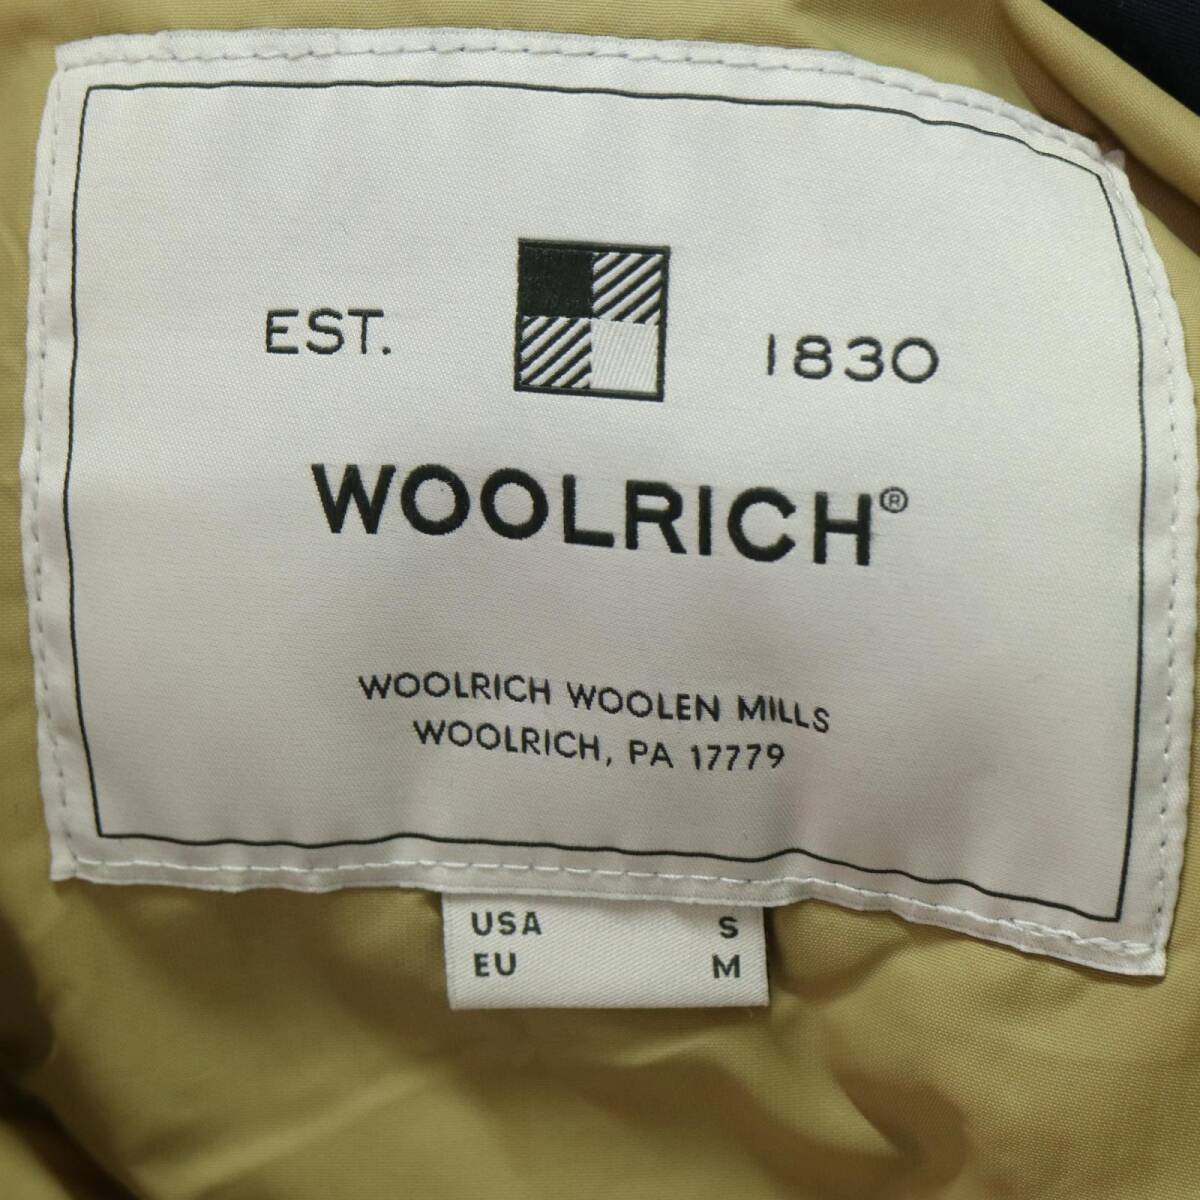 EST. 1830
WOOLRICH®
WOOLRICH WOOLEN MILLS
WOOLRICH, PA 17779
USA S
EU M